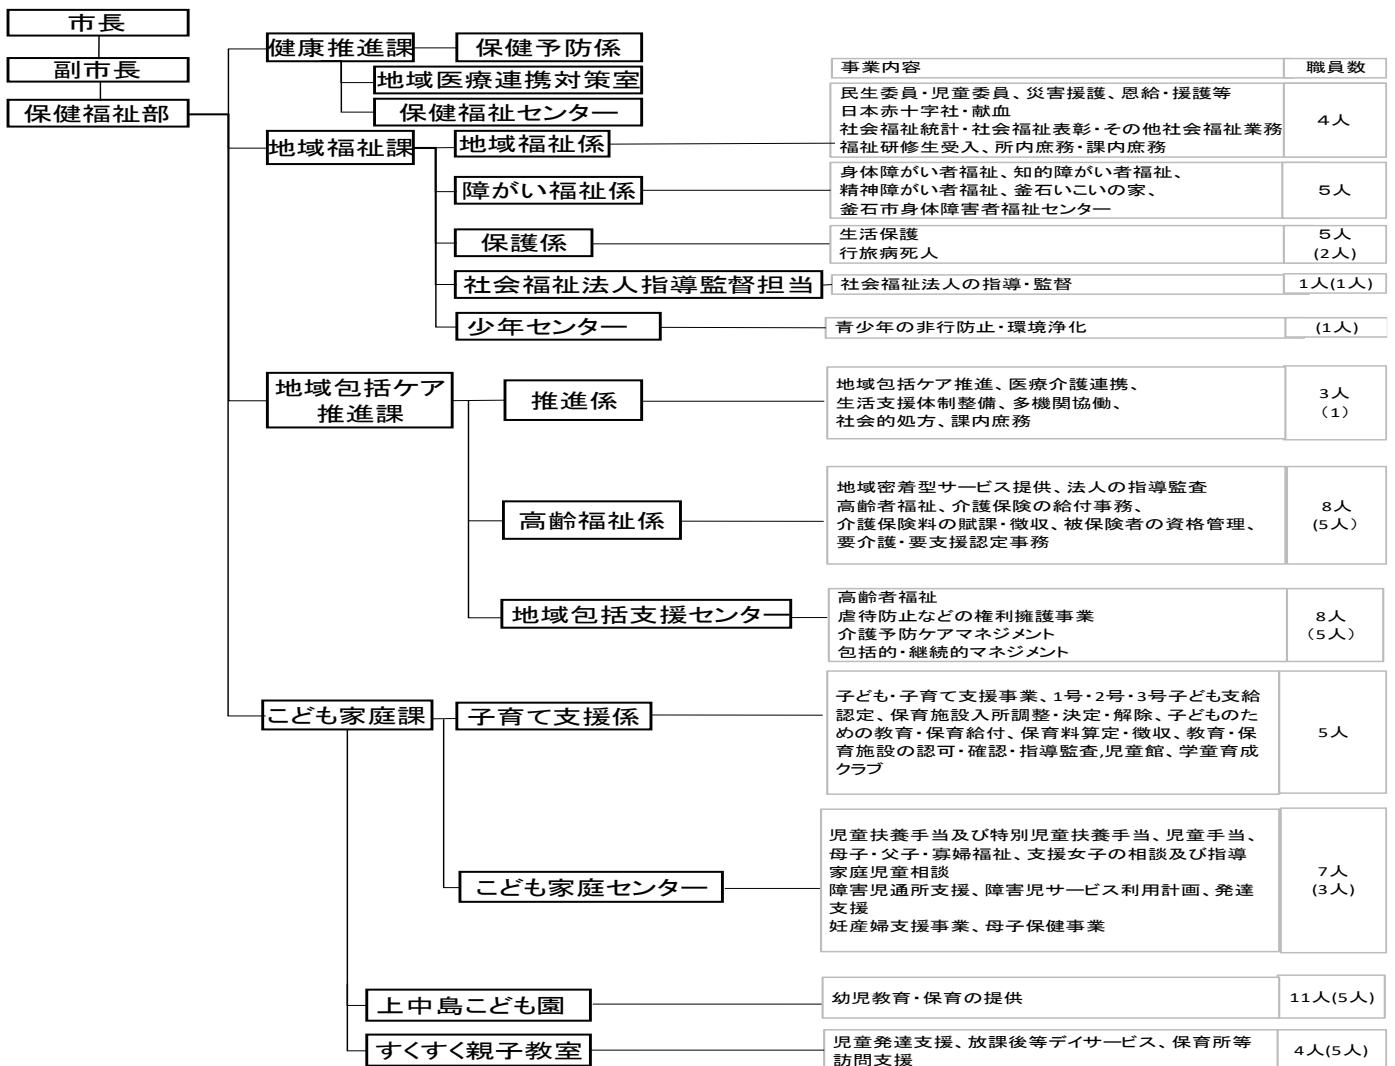 市長
副市長
保健福祉部
健康推進課
保健予防係
地域医療連携対策室
保健福祉センター
事業内容
職員数
地域福祉課
地域福祉係
民生委員・児童委員、災害援護、恩給・援護等
日本赤十字社・献血
社会福祉統計・社会福祉表彰・その他社会福祉業務
福祉研修生受入、所内庶務・課内庶務
4人
障がい福祉係
身体障がい者福祉、知的障がい者福祉、
精神障がい者福祉、釜石いこいの家、
釜石市身体障害者福祉センター
5人
保護係
生活保護
行旅病死人
5人
(2人)
社会福祉法人指導監督担当
社会福祉法人の指導・監督
1人(1人)
少年センター
青少年の非行防止・環境浄化
(1人)
地域包括ケア
推進課
推進係
地域包括ケア推進、医療介護連携、
生活支援体制整備、多機関協働、
社会的処方、課内庶務
3人
（1）
高齢福祉係
地域密着型サービス提供、法人の指導監査
高齢者福祉、介護保険の給付事務、
介護保険料の賦課・徴収、被保険者の資格管理、
要介護・要支援認定事務
8人
(5人）
地域包括支援センター
高齢者福祉
虐待防止などの権利擁護事業
介護予防ケアマネジメント
包括的・継続的マネジメント
8人
（5人）
こども家庭課
子育て支援係
子ども・子育て支援事業、1号・2号・3号子ども支給
認定、保育施設入所調整・決定・解除、子どものた
めの教育・保育給付、保育料算定・徴収、教育・保
育施設の認可・確認・指導監査,児童館、学童育成
クラブ
5人
こども家庭センター
児童扶養手当及び特別児童扶養手当、児童手当、
母子・父子・寡婦福祉、支援女子の相談及び指導
家庭児童相談
障害児通所支援、障害児サービス利用計画、発達
支援
妊産婦支援事業、母子保健事業
7人
(3人)
上中島こども園
幼児教育・保育の提供
11人(5人)
すくすく親子教室
児童発達支援、放課後等デイサービス、保育所等
訪問支援
4人(5人)